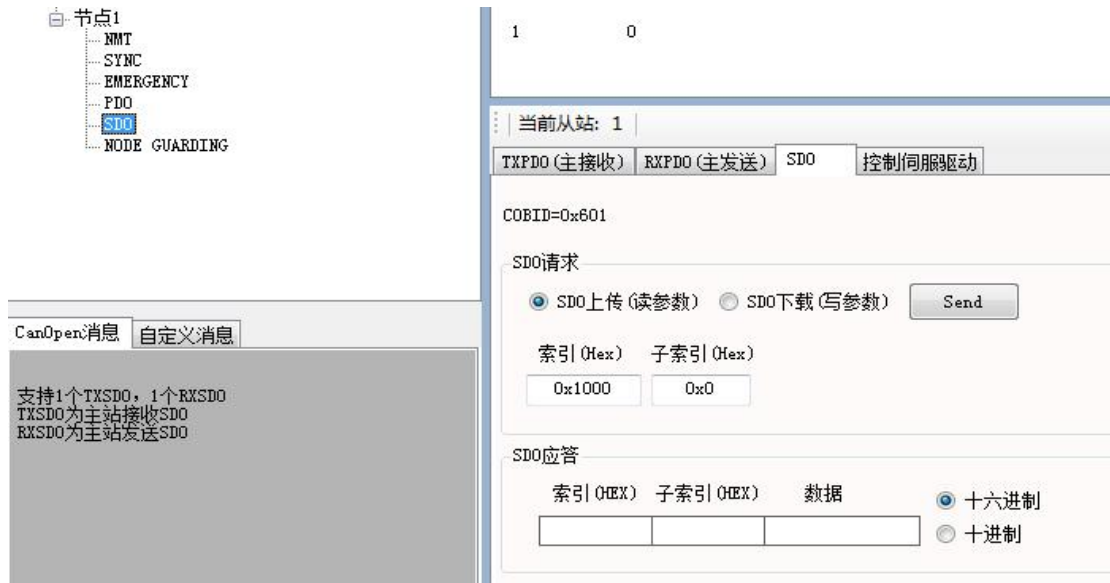 节点1
NMT
SYNC
EMERGENCY
PDO
SDO
NODE GUARDING
CanOpen消息 自定义消息
支持1个TXSDO，1个RXSDO
TXSDO为主站接收SDO
RXSDO为主站发送SDO
1 0
当前从站: 1
TXPDO(主接收) RXPDO(主发送) SDO 控制伺服驱动
COBID=0x601
SDO请求
SDO上传(读参数) SDO下载(写参数) Send
索引(Hex) 子索引(Hex)
0x1000 0x0
SDO应答
索引(HEX) 子索引(HEX) 数据
十六进制
十进制